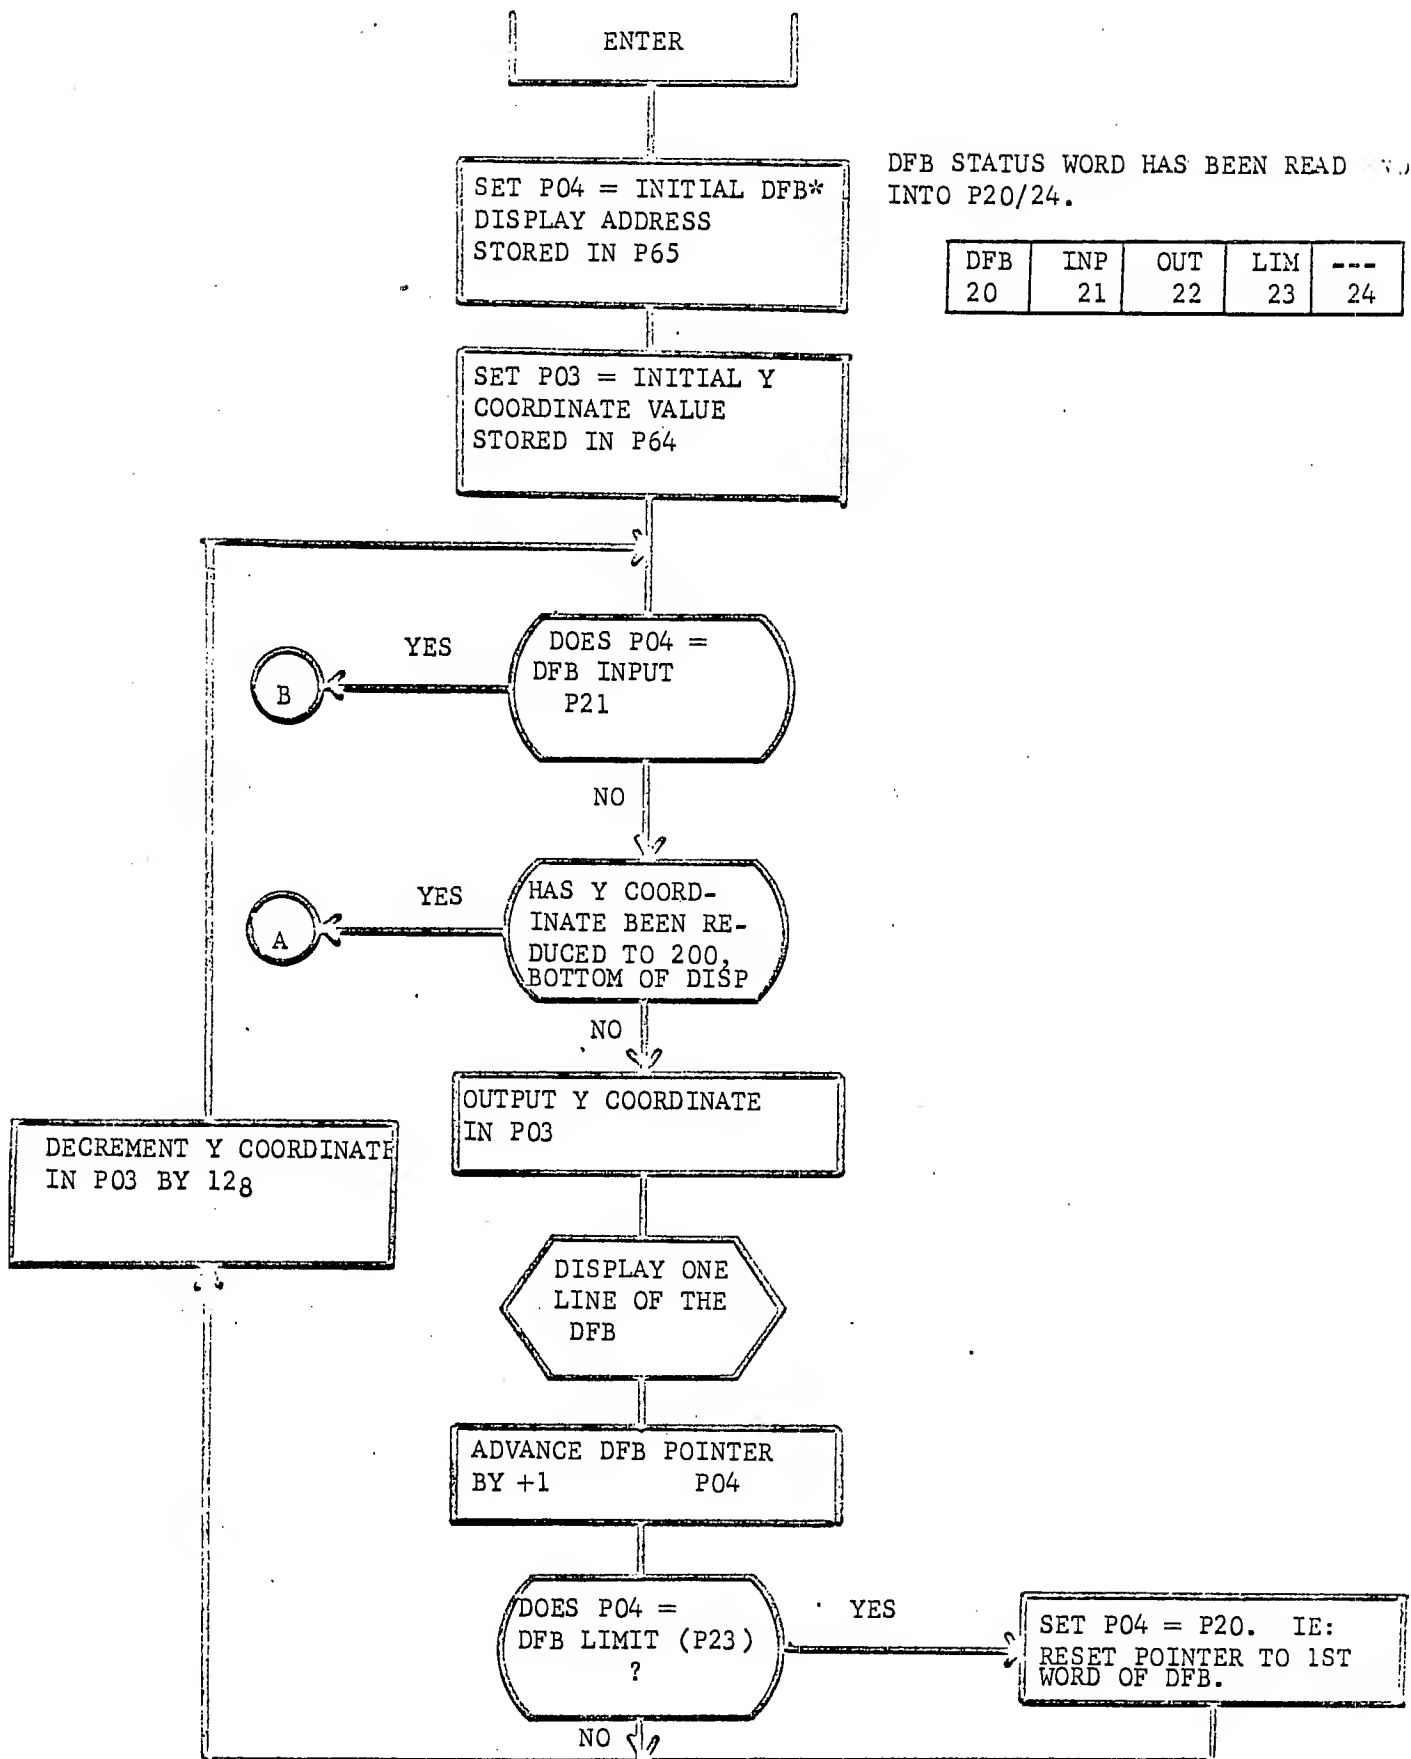 ENTER
SET P04 = INITIAL DFB*
DISPLAY ADDRESS
STORED IN P65
DFB STATUS WORD HAS BEEN READ
INTO P20/24.
DFB INP OUT LIM ---
20 21 22 23 24
SET P03 = INITIAL Y
COORDINATE VALUE
STORED IN P64
DOES P04 =
DFB INPUT
P21
YES
B
NO
HAS Y COORD-
INATE BEEN RE-
DUCED TO 200,
BOTTOM OF DISP
YES
A
NO
OUTPUT Y COORDINATE
IN P03
DECREMENT Y COORDINATE
IN P03 BY 12₈
DISPLAY ONE
LINE OF THE
DFB
ADVANCE DFB POINTER
BY +1 P04
DOES P04 =
DFB LIMIT (P23)
?
YES
SET P04 = P20. IE:
RESET POINTER TO 1ST
WORD OF DFB.
NO